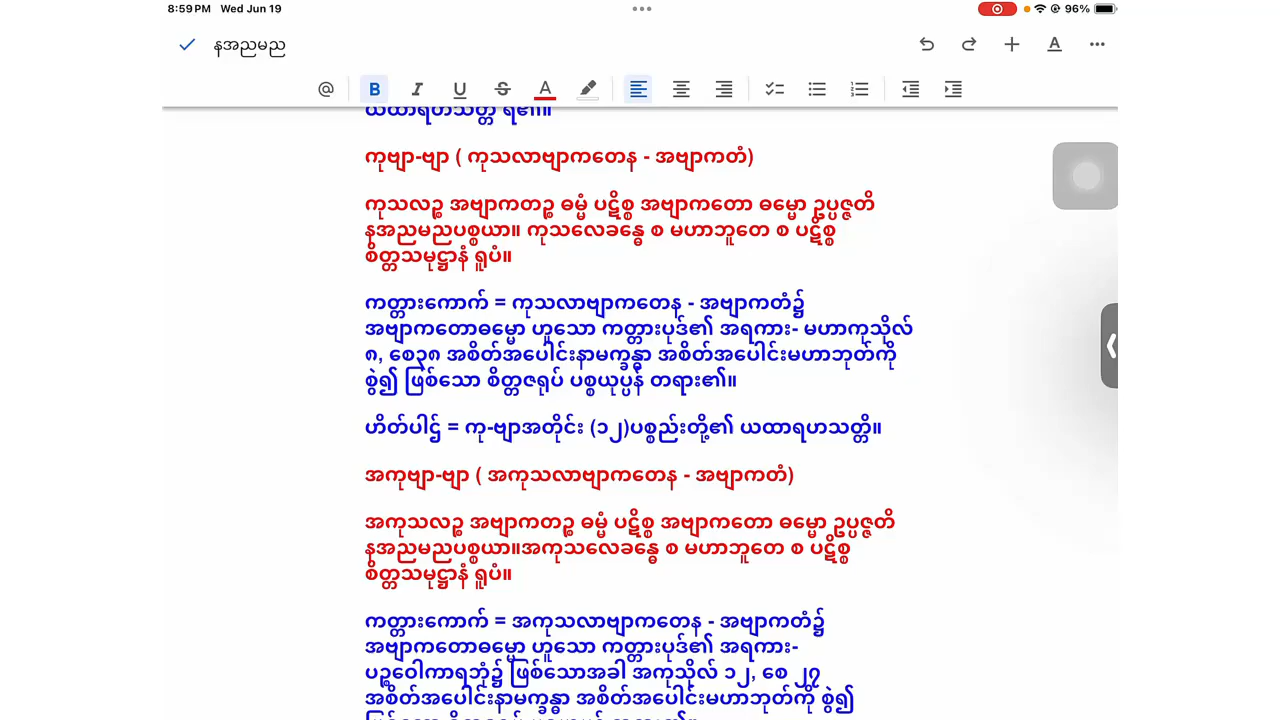 8:59 PM Wed Jun 19
96%
နအညမည
@ B I U S A
ယထာရဟသတ္တိ ရ၏။
ကုဗျာ-ဗျာ ( ကုသလာဗျာကတေန - အဗျာကတံ)
ကုသလဉ္စ အဗျာကတဉ္စ ဓမ္မံ ပဋိစ္စ အဗျာကတော ဓမ္မော ဥပ္ပဇ္ဇတိ
နအညမညပစ္စယာ။ ကုသလေခန္ဓေ စ မဟာဘူတေ စ ပဋိစ္စ
စိတ္တသမုဋ္ဌာနံ ရူပံ။
ကတ္တားကောက် = ကုသလာဗျာကတေန - အဗျာကတံ၌
အဗျာကတောဓမ္မော ဟူသော ကတ္တားပုဒ်၏ အရကား- မဟာကုသိုလ်
၈, စေ၃၈ အစိတ်အပေါင်းနာမက္ခန္ဓာ အစိတ်အပေါင်းမဟာဘုတ်ကို
စွဲ၍ ဖြစ်သော စိတ္တဇရုပ် ပစ္စယုပ္ပန် တရား၏။
ဟိတ်ပါဌ် = ကု-ဗျာအတိုင်း (၁၂)ပစ္စည်းတို့၏ ယထာရဟသတ္တိ။
အကုဗျာ-ဗျာ ( အကုသလာဗျာကတေန - အဗျာကတံ)
အကုသလဉ္စ အဗျာကတဉ္စ ဓမ္မံ ပဋိစ္စ အဗျာကတော ဓမ္မော ဥပ္ပဇ္ဇတိ
နအညမညပစ္စယာ။အကုသလေခန္ဓေ စ မဟာဘူတေ စ ပဋိစ္စ
စိတ္တသမုဋ္ဌာနံ ရူပံ။
ကတ္တားကောက် = အကုသလာဗျာကတေန - အဗျာကတံ၌
အဗျာကတောဓမ္မော ဟူသော ကတ္တားပုဒ်၏ အရကား-
ပဉ္စဝေါကာရဘုံ၌ ဖြစ်သောအခါ အကုသိုလ် ၁၂, စေ ၂၇
အစိတ်အပေါင်းနာမက္ခန္ဓာ အစိတ်အပေါင်းမဟာဘုတ်ကို စွဲ၍